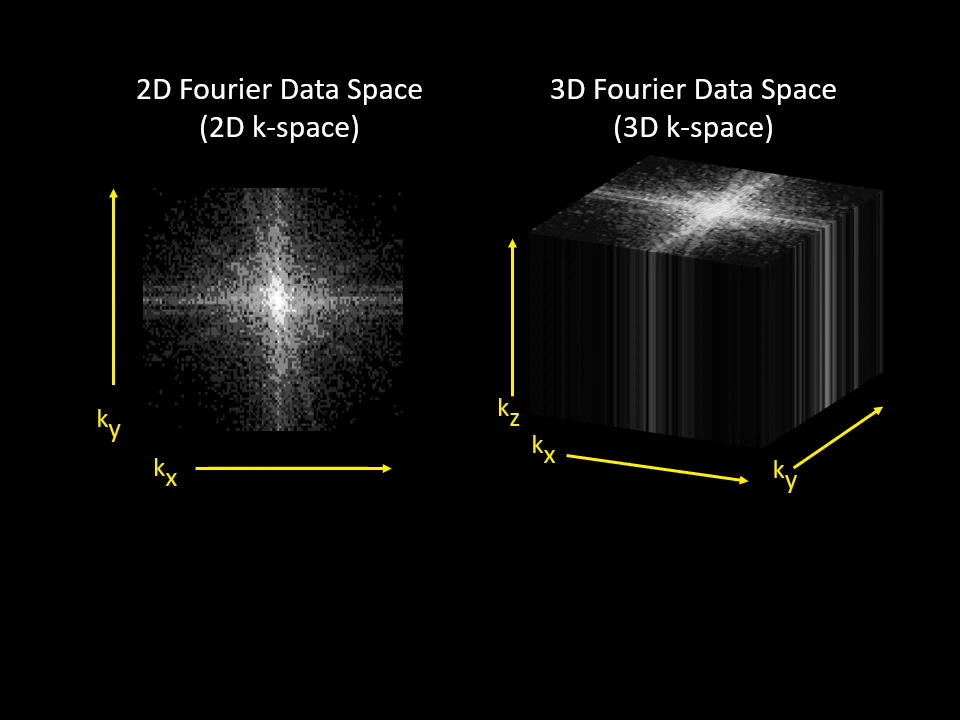 2D Fourier Data Space
(2D k-space)
3D Fourier Data Space
(3D k-space)
ky
kx
kz
kx
ky